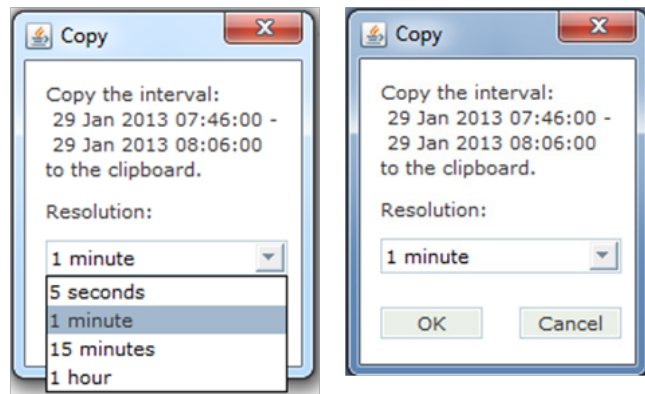 Copy
Copy the interval:
29 Jan 2013 07:46:00 -
29 Jan 2013 08:06:00
to the clipboard.
Resolution:
1 minute
5 seconds
1 minute
15 minutes
1 hour
Copy
Copy the interval:
29 Jan 2013 07:46:00 -
29 Jan 2013 08:06:00
to the clipboard.
Resolution:
1 minute
OK Cancel